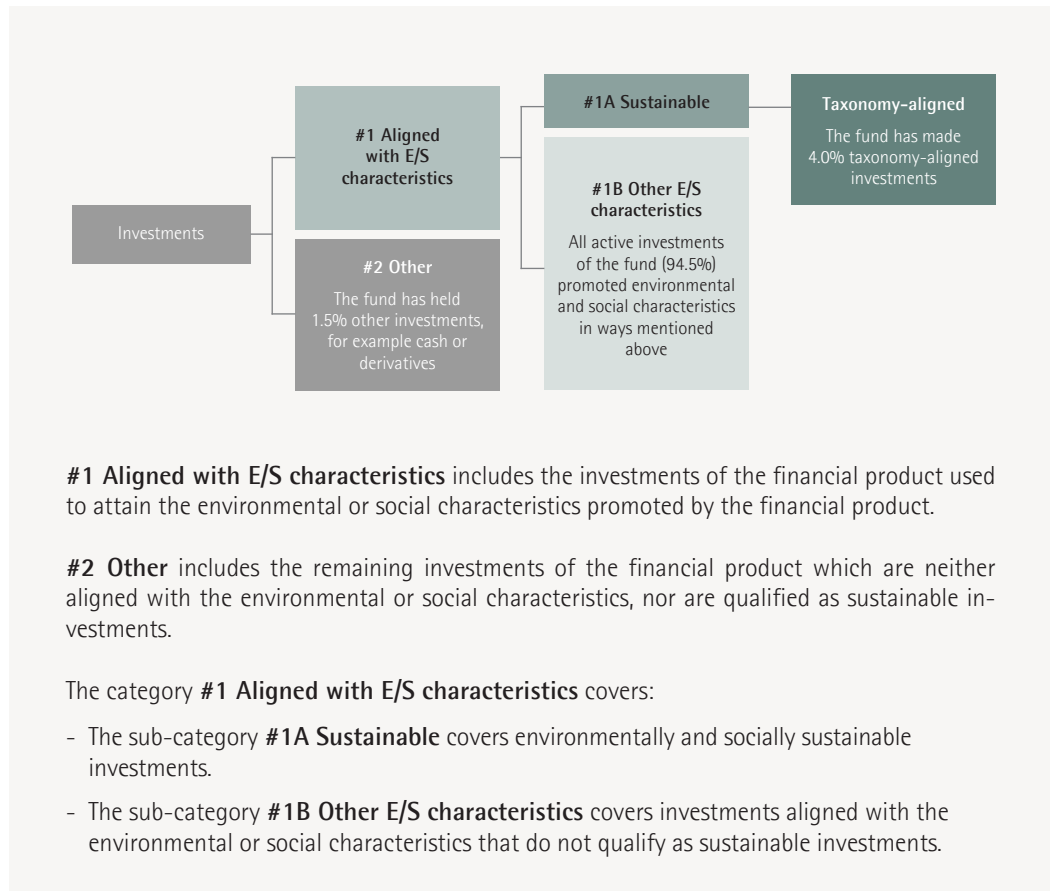 Investments
#1 Aligned
with E/S
characteristics
#2 Other
The fund has held
1.5% other investments,
for example cash or
derivatives
#1A Sustainable
#1B Other E/S
characteristics
All active investments
of the fund (94.5%)
promoted environmental
and social characteristics
in ways mentioned
above
Taxonomy-aligned
The fund has made
4.0% taxonomy-aligned
investments
#1 Aligned with E/S characteristics includes the investments of the financial product used
to attain the environmental or social characteristics promoted by the financial product.
#2 Other includes the remaining investments of the financial product which are neither
aligned with the environmental or social characteristics, nor are qualified as sustainable in-
vestments.
The category #1 Aligned with E/S characteristics covers:
- The sub-category #1A Sustainable covers environmentally and socially sustainable
investments.
- The sub-category #1B Other E/S characteristics covers investments aligned with the
environmental or social characteristics that do not qualify as sustainable investments.